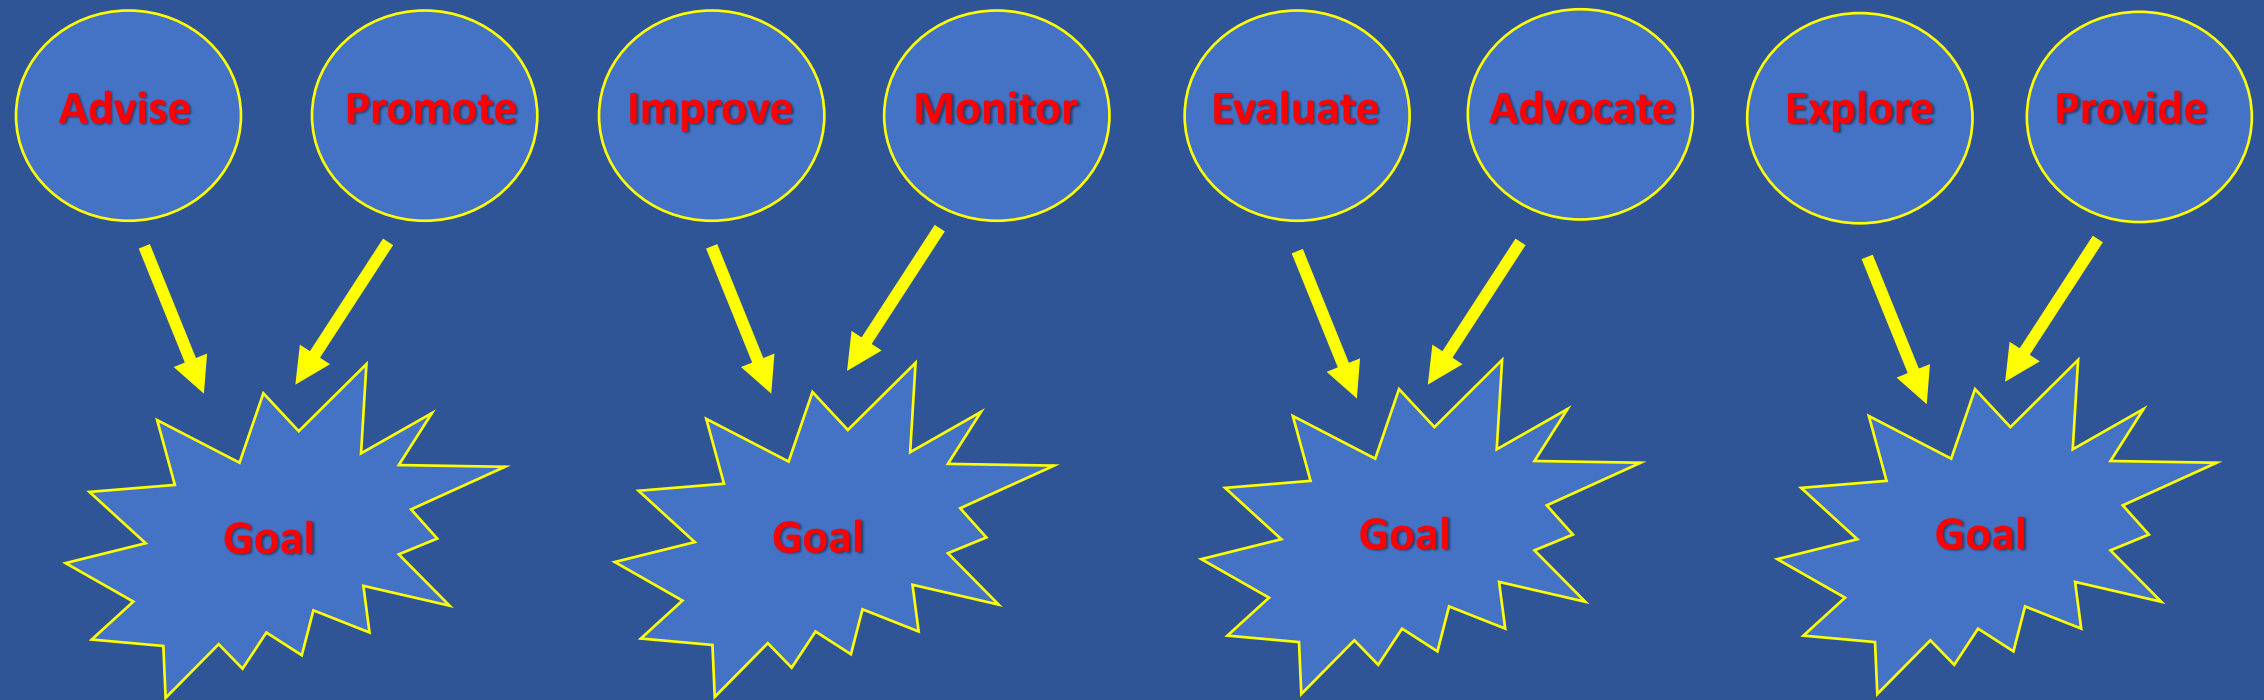 Advise
Promote
Improve
Monitor
Evaluate
Advocate
Explore
Provide
Goal
Goal
Goal
Goal